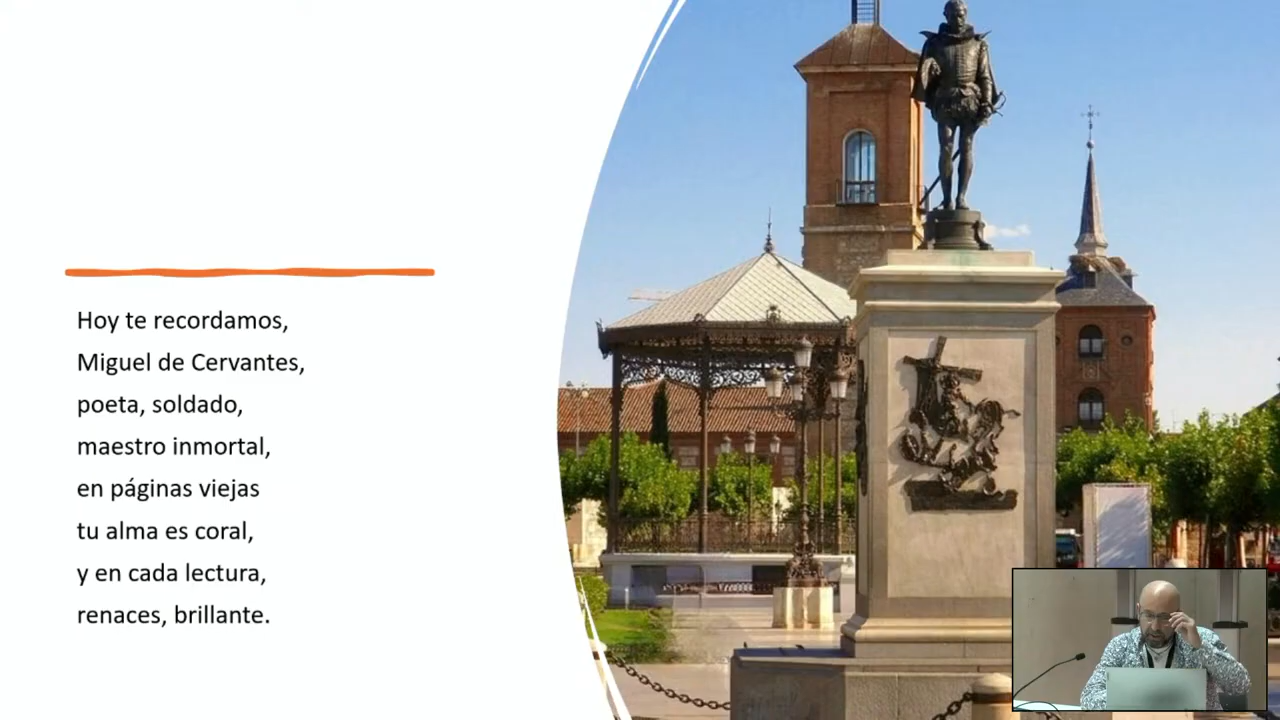 Hoy te recordamos,
Miguel de Cervantes,
poeta, soldado,
maestro inmortal,
en páginas viejas
tu alma es coral,
y en cada lectura,
renaces, brillante.